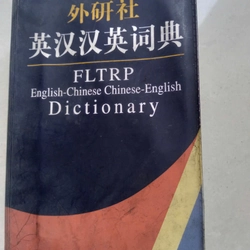 外研社
英汉汉英词典
FLTRP
English-Chinese Chinese-English
Dictionary